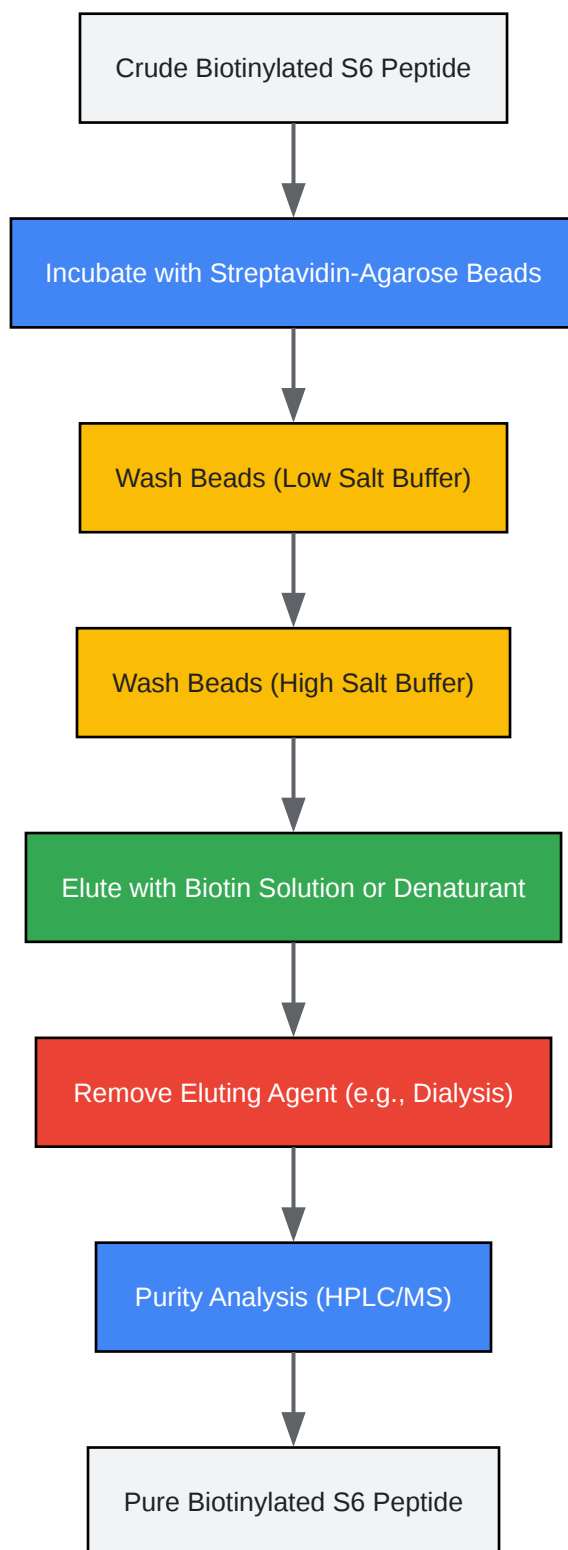 Crude Biotinylated S6 Peptide
Incubate with Streptavidin-Agarose Beads
Wash Beads (Low Salt Buffer)
Wash Beads (High Salt Buffer)
Elute with Biotin Solution or Denaturant
Remove Eluting Agent (e.g., Dialysis)
Purity Analysis (HPLC/MS)
Pure Biotinylated S6 Peptide